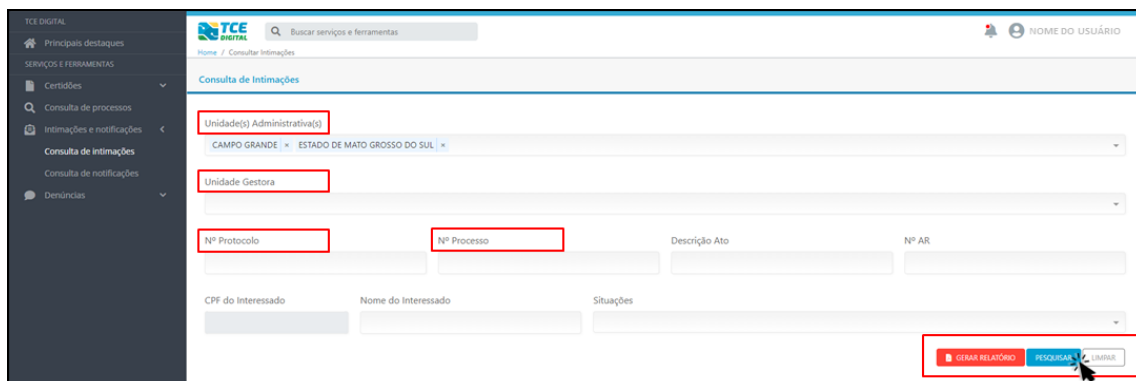 TCE DIGITAL
Principais destaques
SERVIÇOS E FERRAMENTAS
Certidões
Consulta de processos
Intimações e notificações
Consulta de intimações
Consulta de notificações
Denúncias
TCE
DIGITAL
Buscar serviços e ferramentas
NOME DO USUÁRIO
Home / Consultar Intimações
Consulta de Intimações
Unidade(s) Administrativa(s)
CAMPO GRANDE × ESTADO DE MATO GROSSO DO SUL ×
Unidade Gestora
Nº Protocolo Nº Processo Descrição Ato Nº AR
CPF do Interessado Nome do Interessado Situações
GERAR RELATÓRIO PESQUISAR LIMPAR